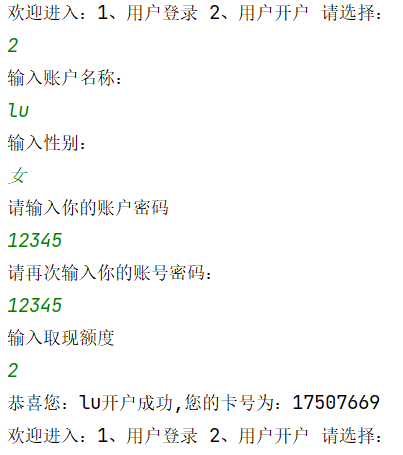 欢迎进入：1、用户登录 2、用户开户 请选择：
2
输入账户名称：
lu
输入性别：
女
请输入你的账户密码
12345
请再次输入你的账号密码：
12345
输入取现额度
2
恭喜您：lu开户成功,您的卡号为：17507669
欢迎进入：1、用户登录 2、用户开户 请选择：